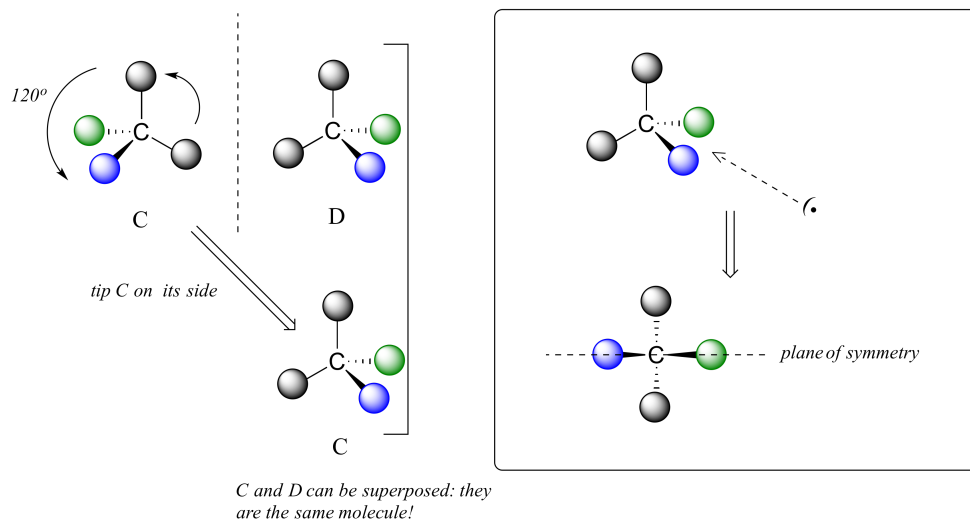 120º
C
C
D
C
tip C on its side
C
C
C and D can be superposed: they
are the same molecule!
C
C
plane of symmetry